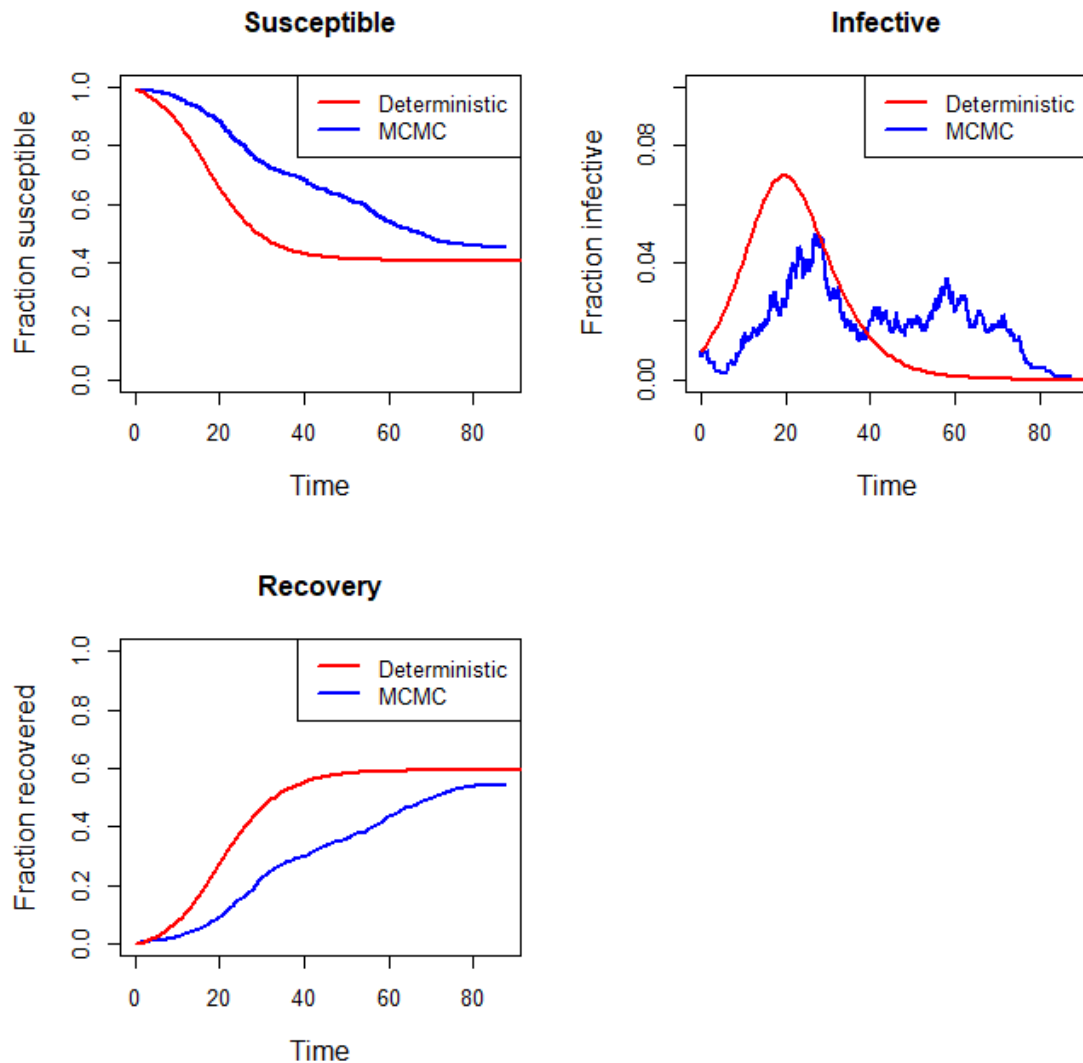 Susceptible
Fraction susceptible
1.0
0.8
0.6
0.4
0.2
0.0
Deterministic
MCMC
0 20 40 60 80
Time
Infective
Fraction infective
0.08
0.04
0.00
Deterministic
MCMC
0 20 40 60 80
Time
Recovery
Fraction recovered
1.0
0.8
0.6
0.4
0.2
0.0
Deterministic
MCMC
0 20 40 60 80
Time